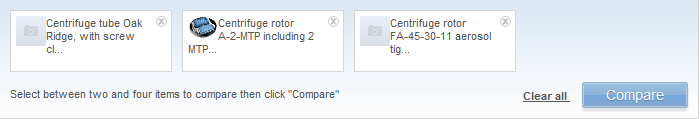 Centrifuge tube Oak
Ridge, with screw
cl...
Centrifuge rotor
A-2-MTP including 2
MTP...
Centrifuge rotor
FA-45-30-11 aerosol
tig...
Select between two and four items to compare then click "Compare"
Clear all
Compare